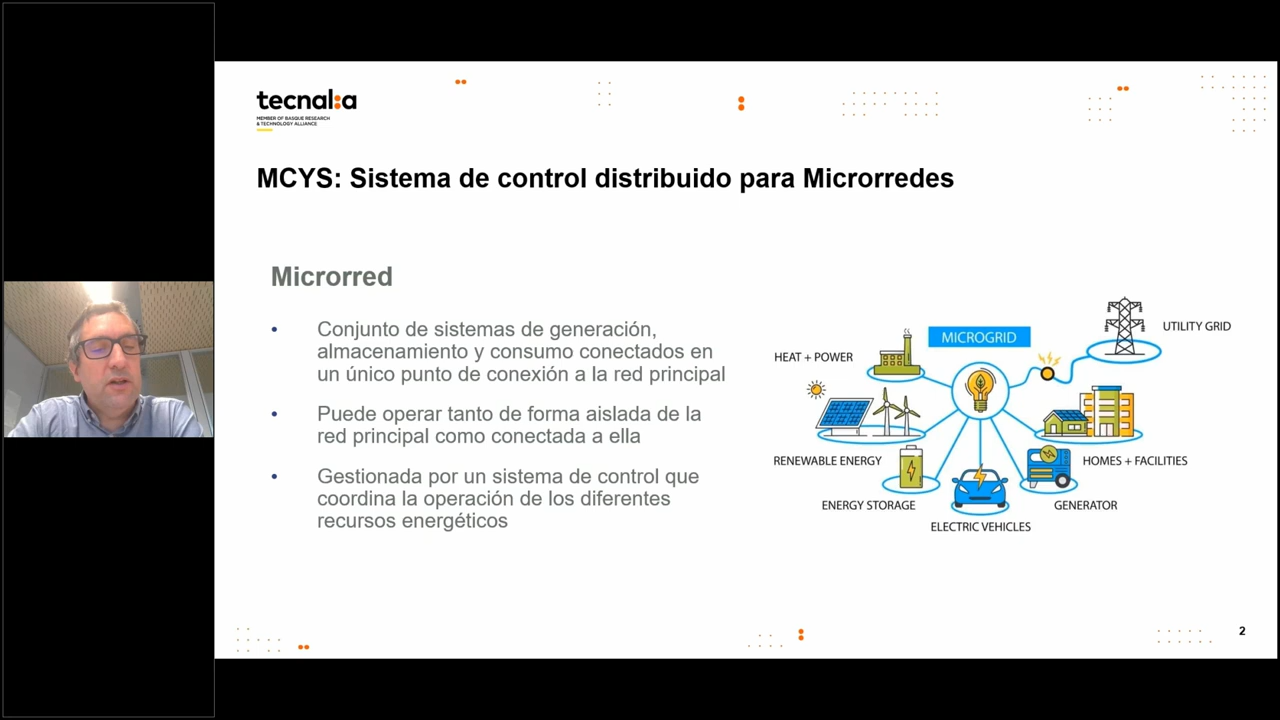 tecnal:a
MEMBER OF BASQUE RESEARCH
& TECHNOLOGY ALLIANCE
MCYS: Sistema de control distribuido para Microrredes
Microrred
• Conjunto de sistemas de generación,
almacenamiento y consumo conectados en
un único punto de conexión a la red principal
• Puede operar tanto de forma aislada de la
red principal como conectada a ella
• Gestionada por un sistema de control que
coordina la operación de los diferentes
recursos energéticos
MICROGRID
UTILITY GRID
HEAT + POWER
RENEWABLE ENERGY
HOMES + FACILITIES
ENERGY STORAGE
GENERATOR
ELECTRIC VEHICLES
2